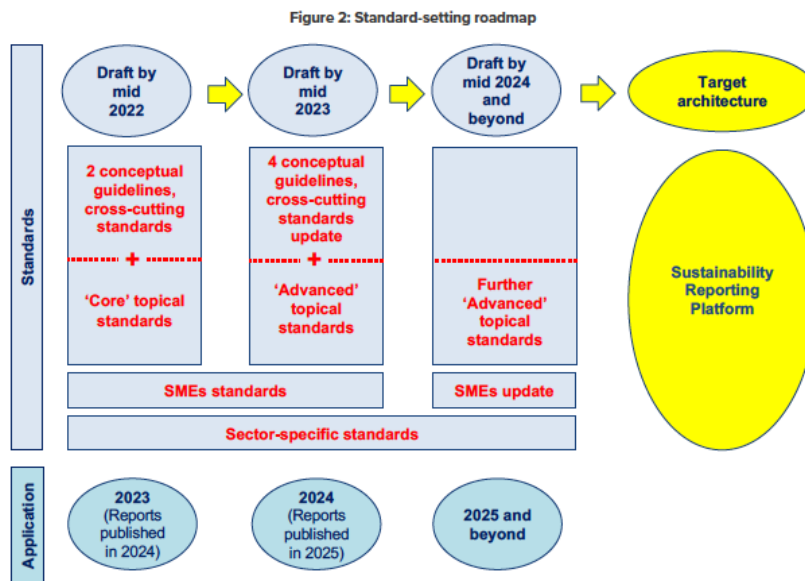 Figure 2: Standard-setting roadmap
Draft by
mid
2022
Draft by
mid
2023
Draft by
mid 2024
and
beyond
Target
architecture
Standards
2 conceptual
guidelines,
cross-cutting
standards
+
‘Core’ topical
standards
4 conceptual
guidelines,
cross-cutting
standards
update
+
‘Advanced’
topical
standards
Further
‘Advanced’
topical
standards
Sustainability
Reporting
Platform
SMEs standards
SMEs update
Sector-specific standards
Application
2023
(Reports
published
in 2024)
2024
(Reports
published
in 2025)
2025 and
beyond